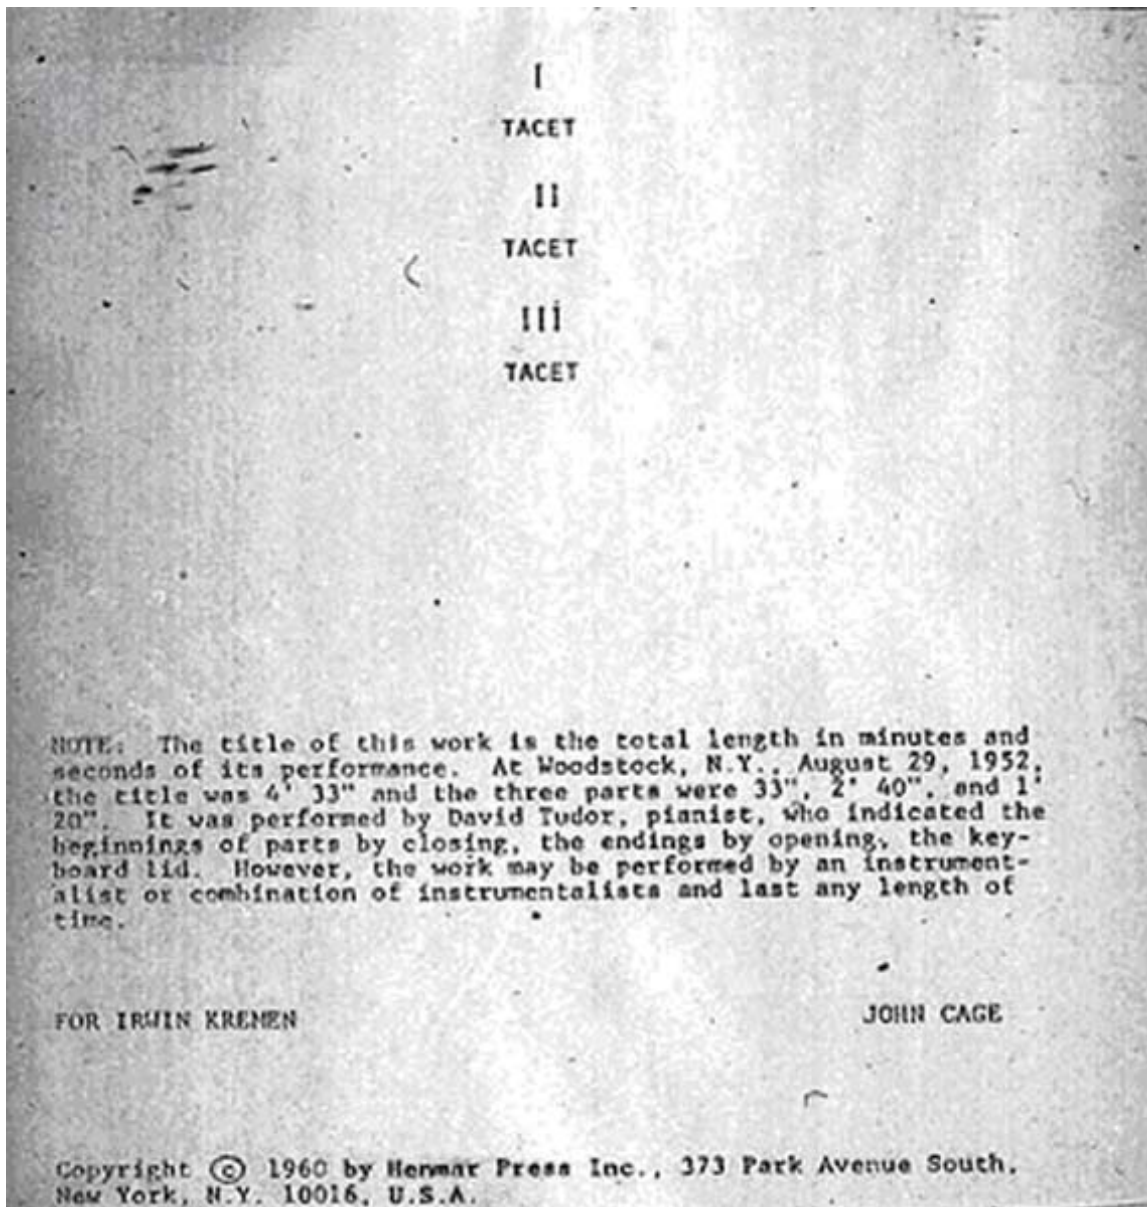 I
TACET
II
TACET
III
TACET
NOTE: The title of this work is the total length in minutes and
seconds of its performance. At Woodstock, N.Y., August 29, 1952,
the title was 4' 33" and the three parts were 33", 2' 40", and 1'
20". It was performed by David Tudor, pianist, who indicated the
beginnings of parts by closing, the endings by opening, the key-
board lid. However, the work may be performed by an instrument-
alist or combination of instrumentalists and last any length of
time.
FOR IRWIN KREMEN JOHN CAGE
Copyright © 1960 by Henmar Press Inc., 373 Park Avenue South,
New York, N.Y. 10016, U.S.A.